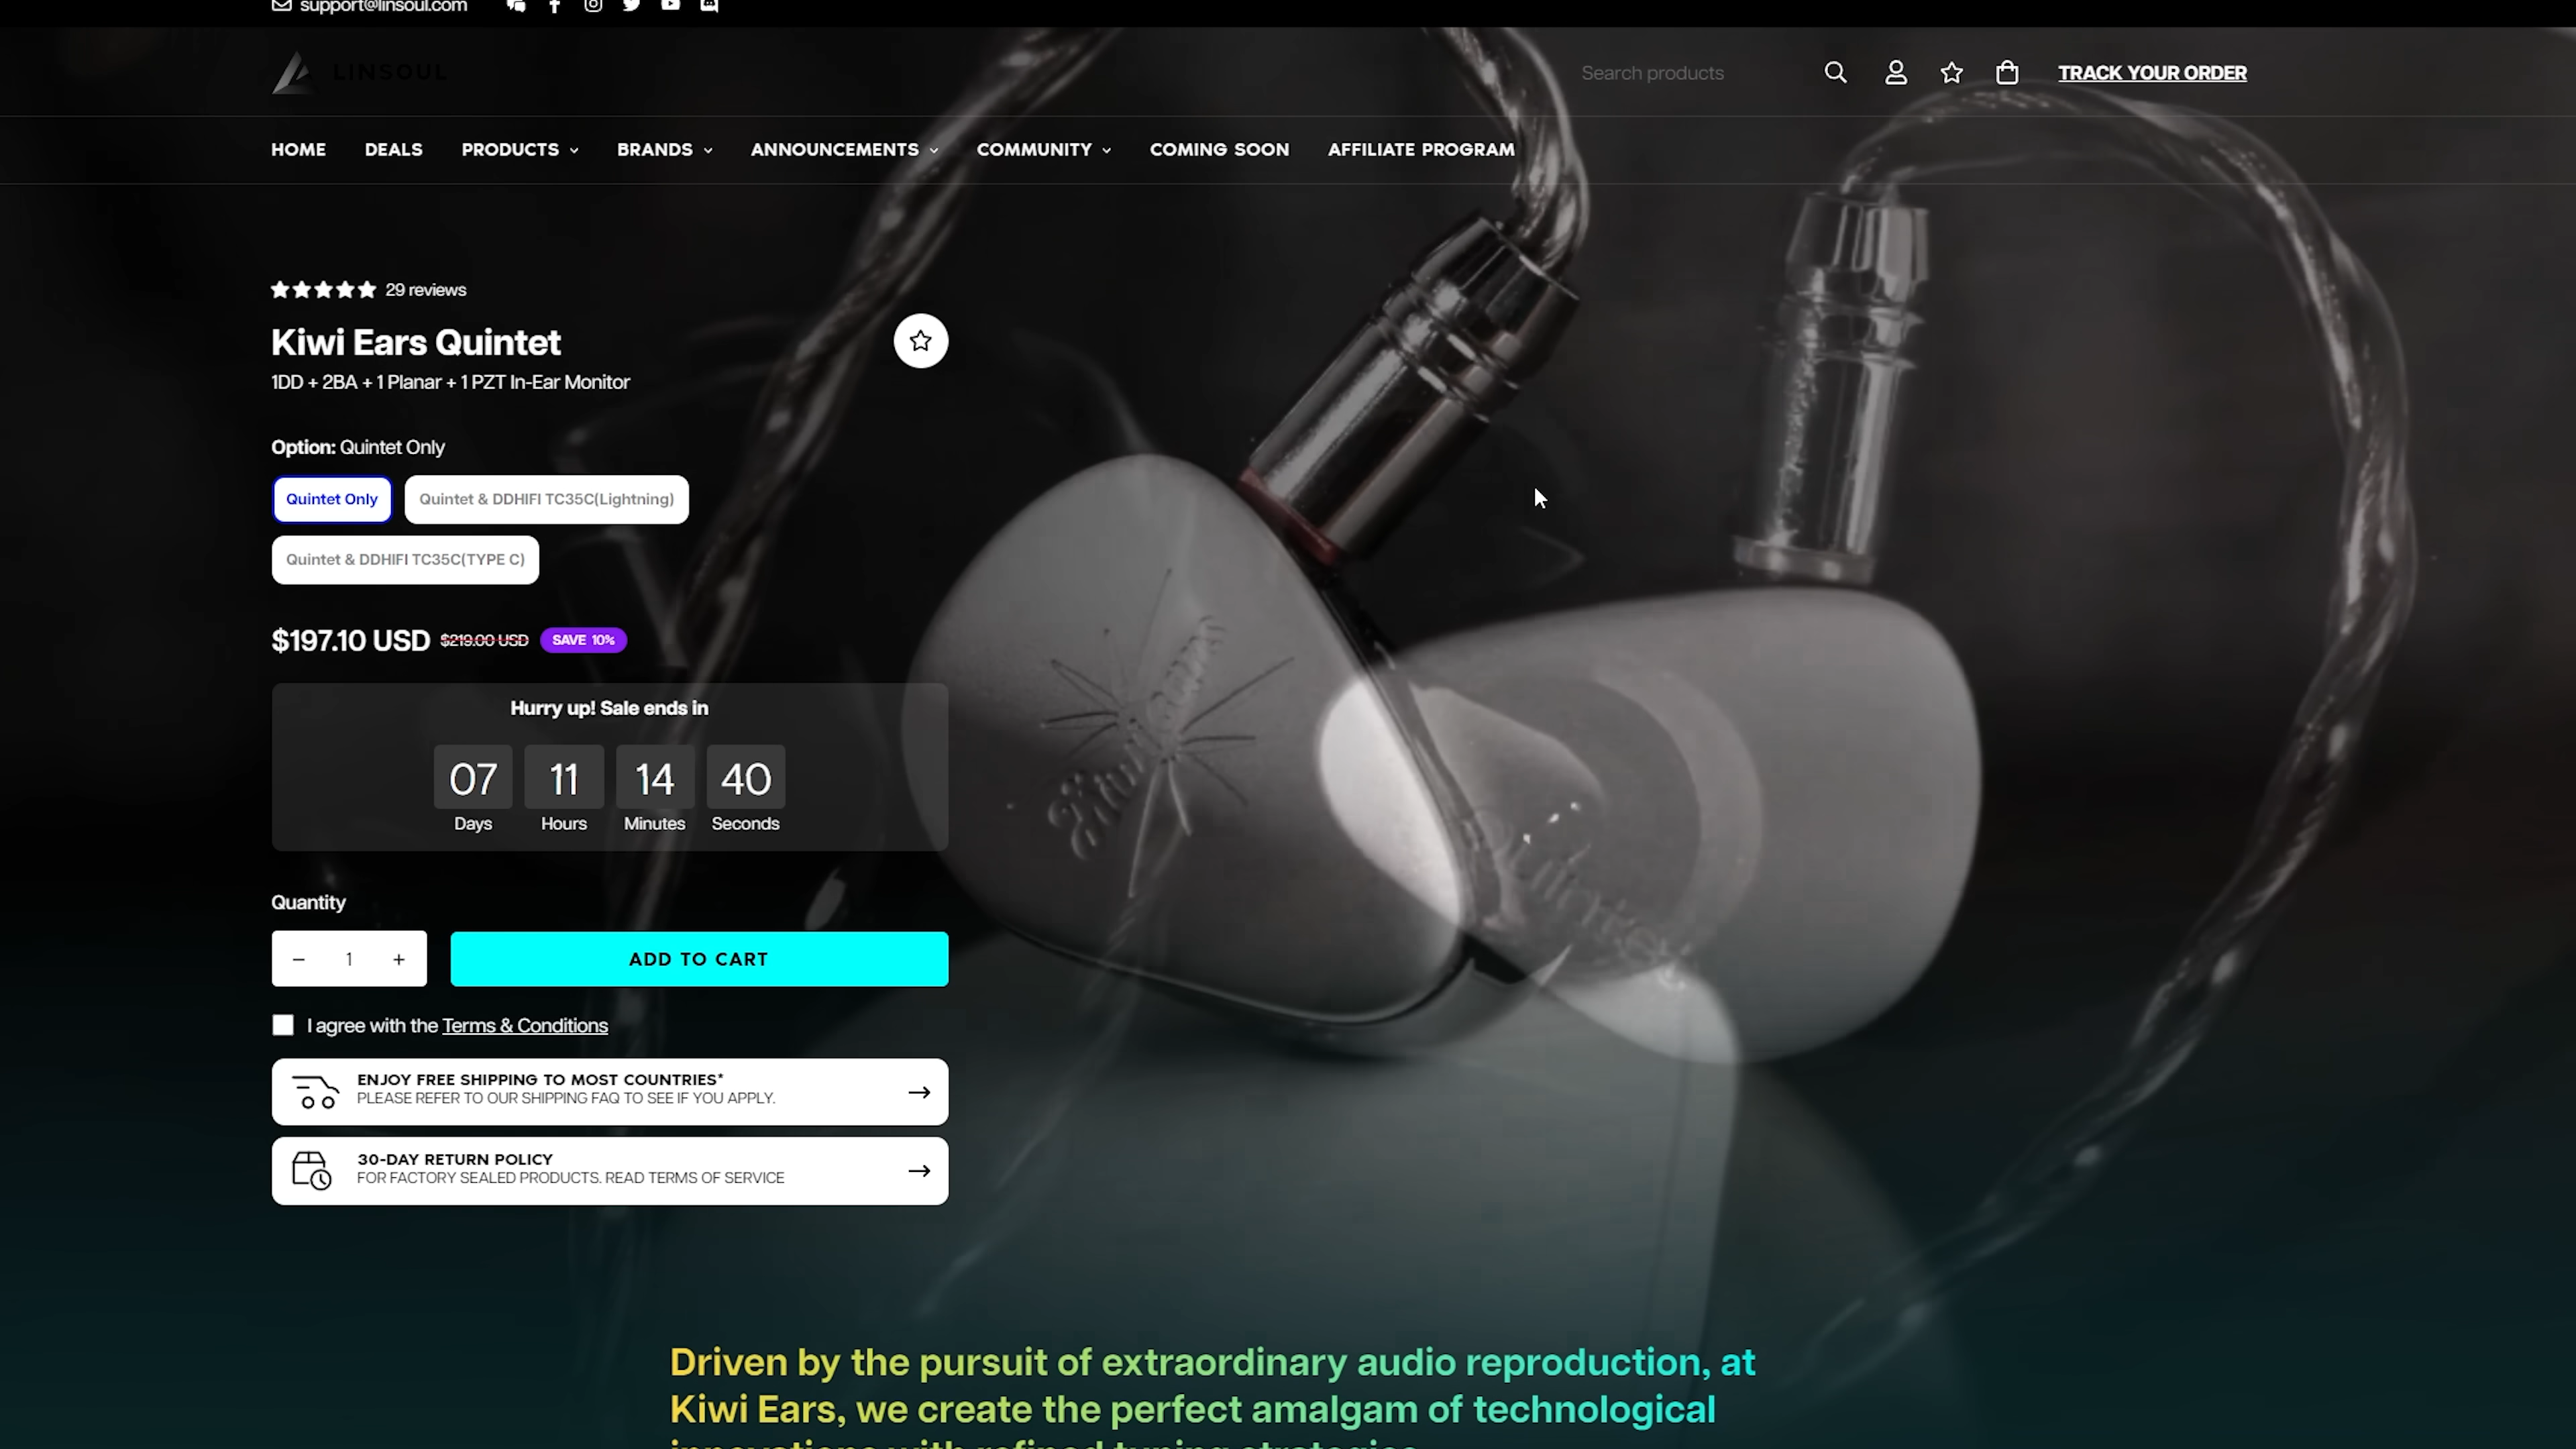 support@linsoul.com
LINSOUL
Search products
TRACK YOUR ORDER
HOME
DEALS
PRODUCTS
BRANDS
ANNOUNCEMENTS
COMMUNITY
COMING SOON
AFFILIATE PROGRAM
29 reviews
Kiwi Ears Quintet
1DD + 2BA + 1 Planar + 1 PZT In-Ear Monitor
Option: Quintet Only
Quintet Only
Quintet & DDHIFI TC35C(Lightning)
Quintet & DDHIFI TC35C(TYPE C)
$197.10 USD $219.00 USD SAVE 10%
Hurry up! Sale ends in
07 11 14 40
Days Hours Minutes Seconds
Quantity
− 1 +
ADD TO CART
I agree with the Terms & Conditions
ENJOY FREE SHIPPING TO MOST COUNTRIES*
PLEASE REFER TO OUR SHIPPING FAQ TO SEE IF YOU APPLY.
30-DAY RETURN POLICY
FOR FACTORY SEALED PRODUCTS. READ TERMS OF SERVICE
Driven by the pursuit of extraordinary audio reproduction, at
Kiwi Ears, we create the perfect amalgam of technological
innovations with refined tuning strategies